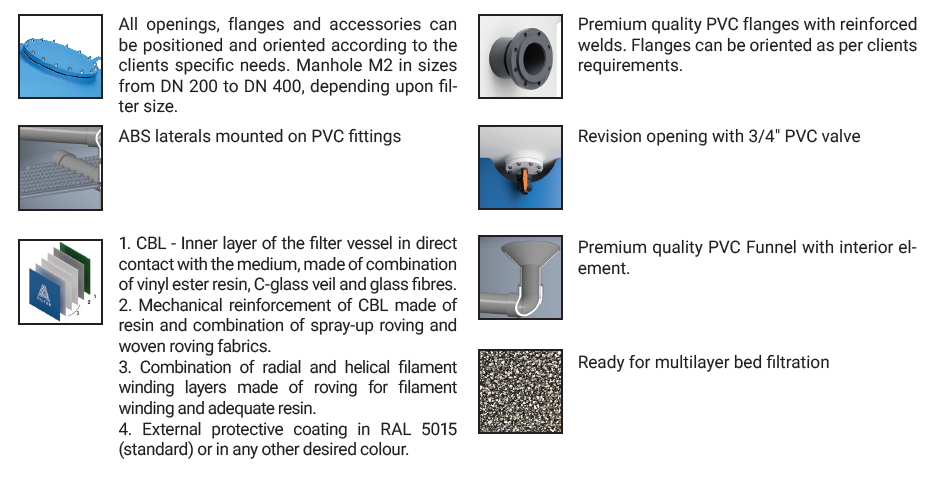 All openings, flanges and accessories can
be positioned and oriented according to the
clients specific needs. Manhole M2 in sizes
from DN 200 to DN 400, depending upon fil-
ter size.
ABS laterals mounted on PVC fittings
1. CBL - Inner layer of the filter vessel in direct
contact with the medium, made of combination
of vinyl ester resin, C-glass veil and glass fibres.
2. Mechanical reinforcement of CBL made of
resin and combination of spray-up roving and
woven roving fabrics.
3. Combination of radial and helical filament
winding layers made of roving for filament
winding and adequate resin.
4. External protective coating in RAL 5015
(standard) or in any other desired colour.
Premium quality PVC flanges with reinforced
welds. Flanges can be oriented as per clients
requirements.
Revision opening with 3/4" PVC valve
Premium quality PVC Funnel with interior el-
ement.
Ready for multilayer bed filtration